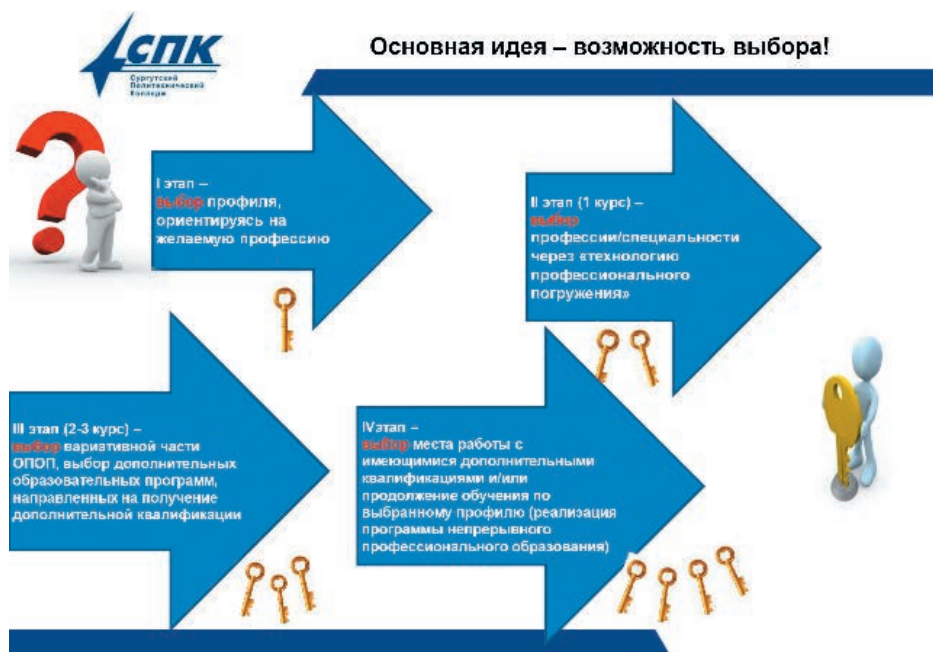 СПК
Сургутский
Политехнический
Колледж
Основная идея – возможность выбора!
I этап –
выбор профиля,
ориентируясь на
желаемую профессию
II этап (1 курс) –
выбор
профессии/специальности
через «технологию
профессионального
погружения»
III этап (2-3 курс) –
выбор вариативной части
ОПОП, выбор дополнительных
образовательных программ,
направленных на получение
дополнительной квалификации
IVэтап –
выбор места работы с
имеющимися дополнительными
квалификациями и/или
продолжение обучения по
выбранному профилю (реализация
программы непрерывного
профессионального образования)